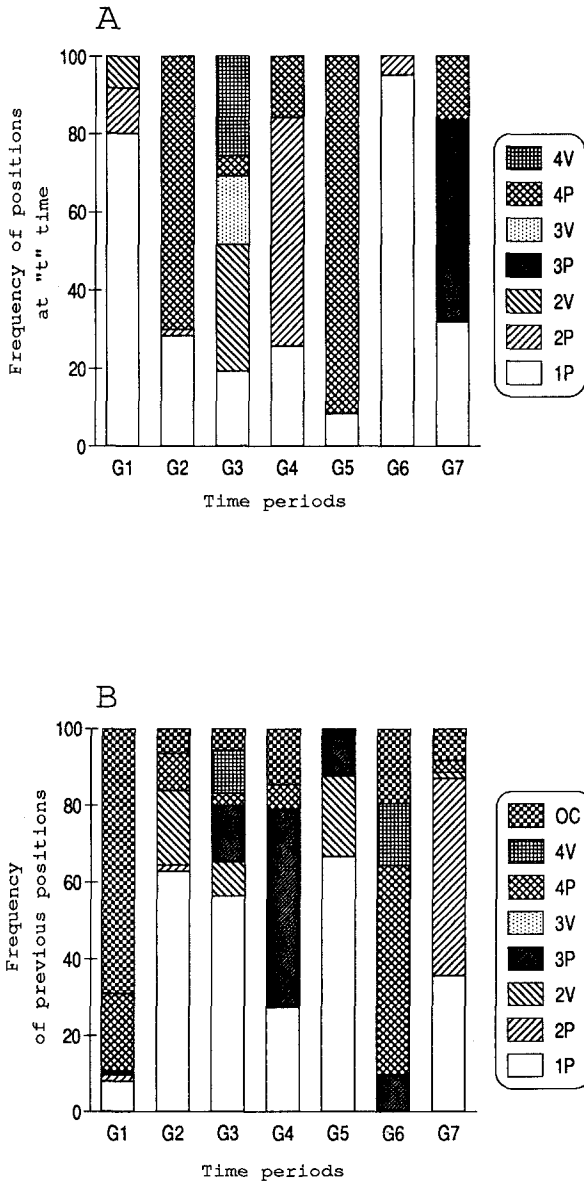 A
Frequency of positions
at "t" time
100
80
60
40
20
0
G1 G2 G3 G4 G5 G6 G7
Time periods
4V
4P
3V
3P
2V
2P
1P
B
Frequency
of previous positions
100
80
60
40
20
0
G1 G2 G3 G4 G5 G6 G7
Time periods
OC
4V
4P
3V
3P
2V
2P
1P